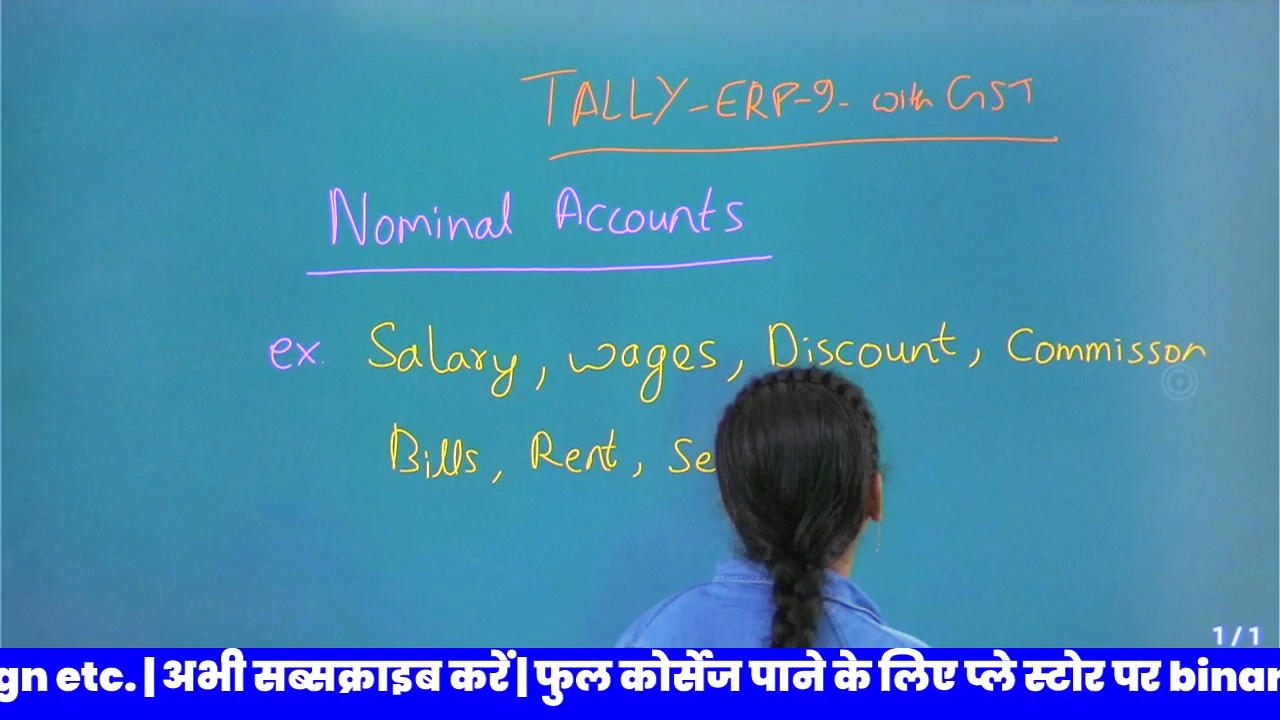 TALLY-ERP-9- with GST
Nominal Accounts
ex. Salary, wages, Discount, Commisson
Bills, Rent, Se
1/1
gn etc. | अभी सब्सक्राइब करें | फुल कोर्सेज पाने के लिए प्ले स्टोर पर binar